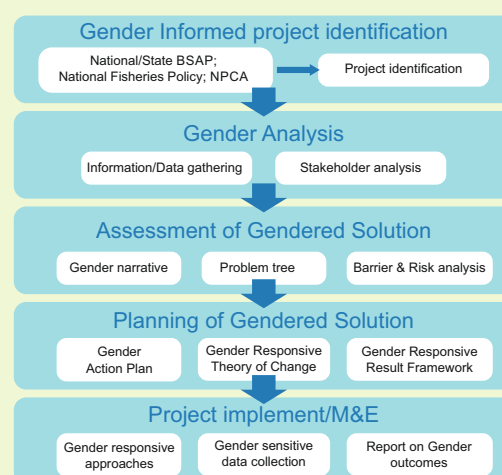 Gender Informed project identification
National/State BSAP;
National Fisheries Policy; NPCA
Project identification
Gender Analysis
Information/Data gathering
Stakeholder analysis
Assessment of Gendered Solution
Gender narrative
Problem tree
Barrier & Risk analysis
Planning of Gendered Solution
Gender
Action Plan
Gender Responsive
Theory of Change
Gender Responsive
Result Framework
Project implement/M&E
Gender responsive
approaches
Gender sensitive
data collection
Report on Gender
outcomes